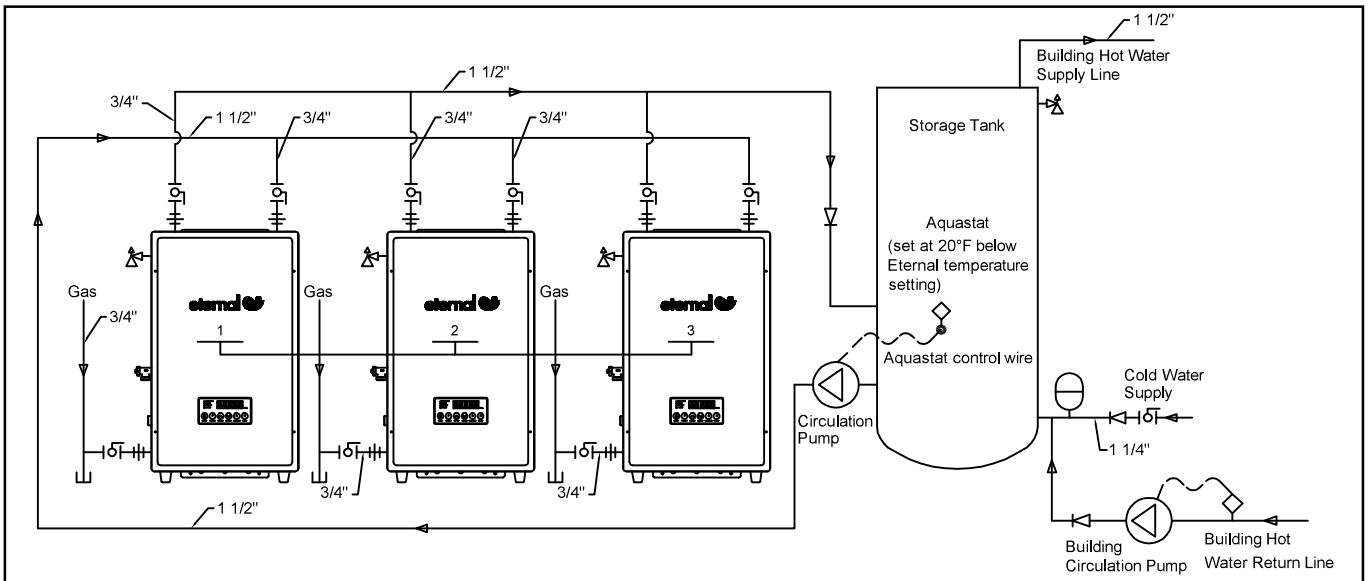 1 1/2"
Building Hot Water
Supply Line
1 1/2"
3/4"
1 1/2"
3/4"
3/4"
3/4"
Storage Tank
Aquastat
(set at 20°F below
Eternal temperature
setting)
Gas
Gas
Gas
eternal
eternal
eternal
3/4"
1
2
3
Aquastat control wire
Cold Water
Supply
Circulation
Pump
1 1/4"
3/4"
3/4"
1 1/2"
Building
Circulation Pump
Building Hot
Water Return Line